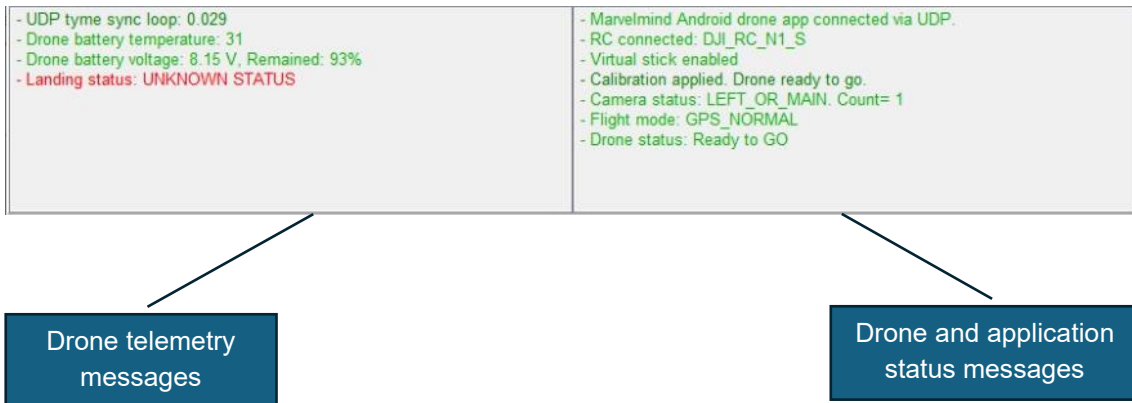 - UDP tyme sync loop: 0.029
- Drone battery temperature: 31
- Drone battery voltage: 8.15 V, Remained: 93%
- Landing status: UNKNOWN STATUS
- Marvelmind Android drone app connected via UDP.
- RC connected: DJI_RC_N1_S
- Virtual stick enabled
- Calibration applied. Drone ready to go.
- Camera status: LEFT_OR_MAIN. Count= 1
- Flight mode: GPS_NORMAL
- Drone status: Ready to GO
Drone telemetry
messages
Drone and application
status messages